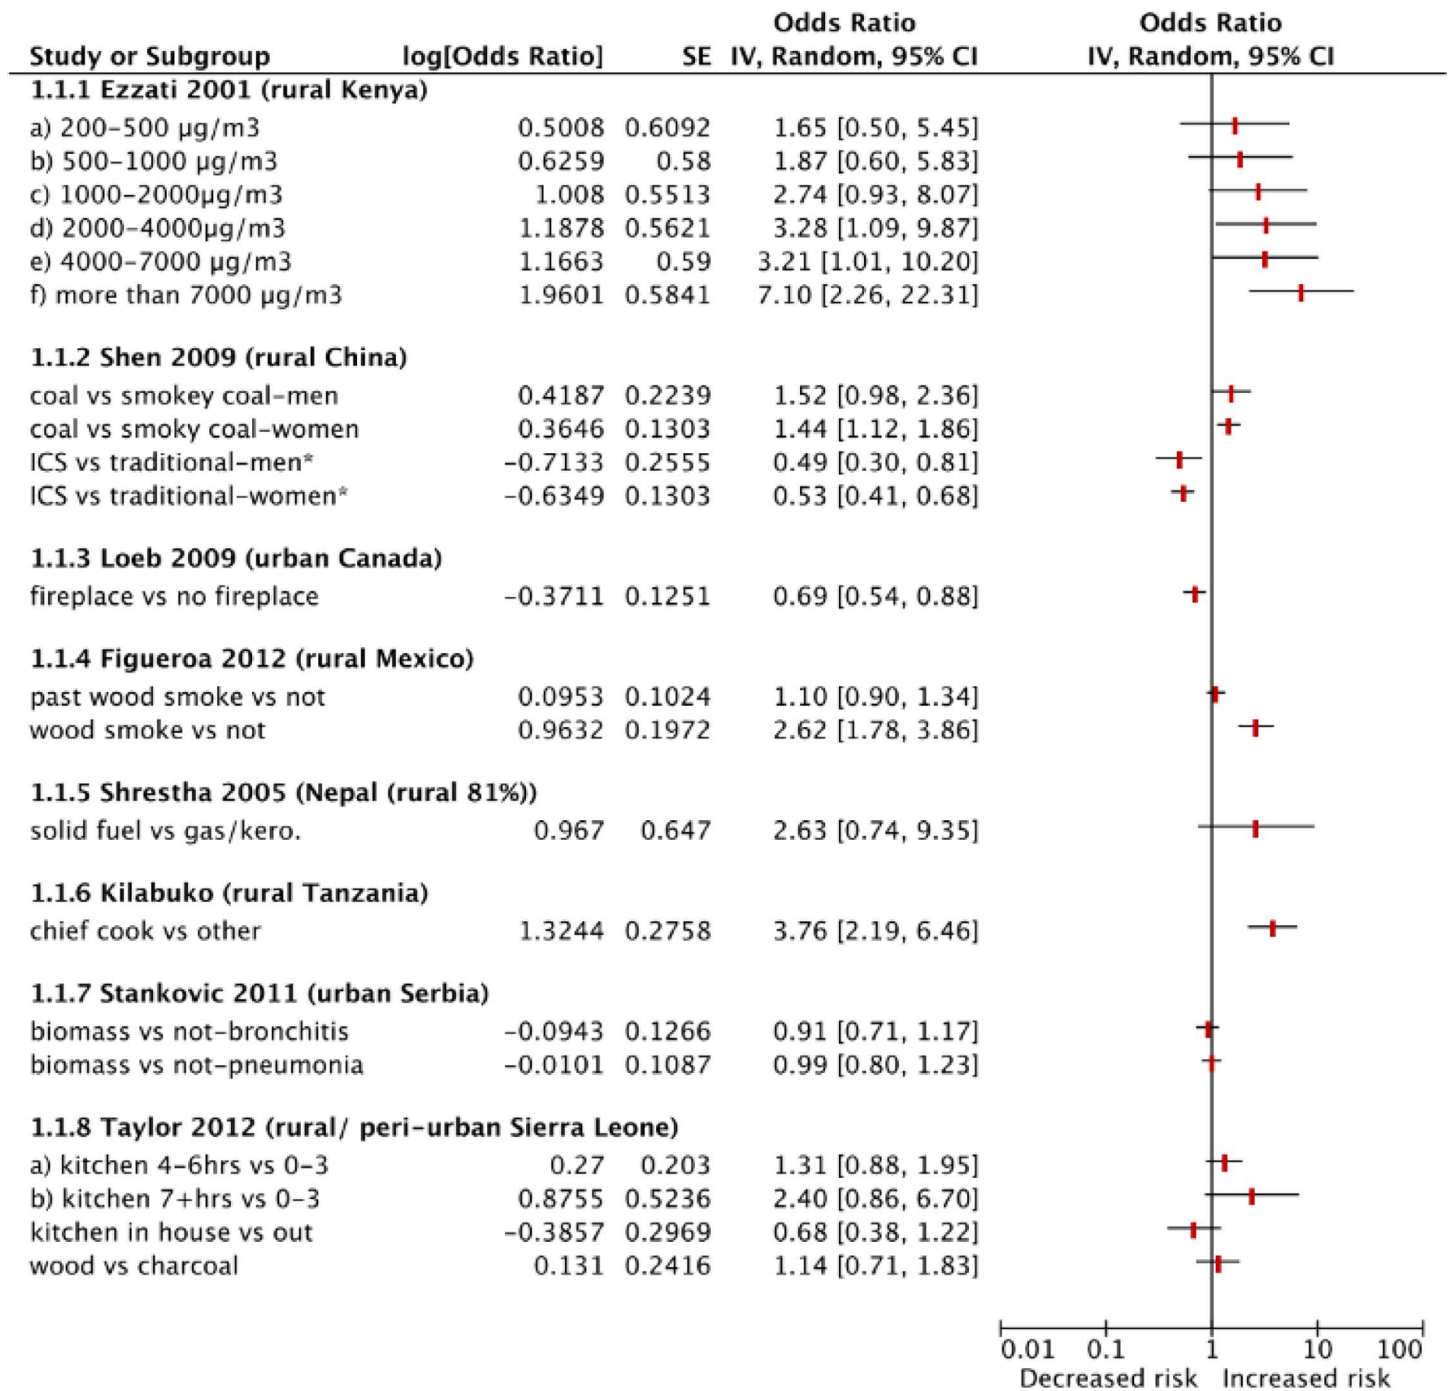 Odds Ratio Odds Ratio
Study or Subgroup log[Odds Ratio] SE IV, Random, 95% CI IV, Random, 95% CI
1.1.1 Ezzati 2001 (rural Kenya)
a) 200–500 µg/m3 0.5008 0.6092 1.65 [0.50, 5.45]
b) 500–1000 µg/m3 0.6259 0.58 1.87 [0.60, 5.83]
c) 1000–2000µg/m3 1.008 0.5513 2.74 [0.93, 8.07]
d) 2000–4000µg/m3 1.1878 0.5621 3.28 [1.09, 9.87]
e) 4000–7000 µg/m3 1.1663 0.59 3.21 [1.01, 10.20]
f) more than 7000 µg/m3 1.9601 0.5841 7.10 [2.26, 22.31]
1.1.2 Shen 2009 (rural China)
coal vs smokey coal–men 0.4187 0.2239 1.52 [0.98, 2.36]
coal vs smoky coal–women 0.3646 0.1303 1.44 [1.12, 1.86]
ICS vs traditional–men* –0.7133 0.2555 0.49 [0.30, 0.81]
ICS vs traditional–women* –0.6349 0.1303 0.53 [0.41, 0.68]
1.1.3 Loeb 2009 (urban Canada)
fireplace vs no fireplace –0.3711 0.1251 0.69 [0.54, 0.88]
1.1.4 Figueroa 2012 (rural Mexico)
past wood smoke vs not 0.0953 0.1024 1.10 [0.90, 1.34]
wood smoke vs not 0.9632 0.1972 2.62 [1.78, 3.86]
1.1.5 Shrestha 2005 (Nepal (rural 81%))
solid fuel vs gas/kero. 0.967 0.647 2.63 [0.74, 9.35]
1.1.6 Kilabuko (rural Tanzania)
chief cook vs other 1.3244 0.2758 3.76 [2.19, 6.46]
1.1.7 Stankovic 2011 (urban Serbia)
biomass vs not–bronchitis –0.0943 0.1266 0.91 [0.71, 1.17]
biomass vs not–pneumonia –0.0101 0.1087 0.99 [0.80, 1.23]
1.1.8 Taylor 2012 (rural/ peri–urban Sierra Leone)
a) kitchen 4–6hrs vs 0–3 0.27 0.203 1.31 [0.88, 1.95]
b) kitchen 7+hrs vs 0–3 0.8755 0.5236 2.40 [0.86, 6.70]
kitchen in house vs out –0.3857 0.2969 0.68 [0.38, 1.22]
wood vs charcoal 0.131 0.2416 1.14 [0.71, 1.83]
0.01 0.1 1 10 100
Decreased risk Increased risk